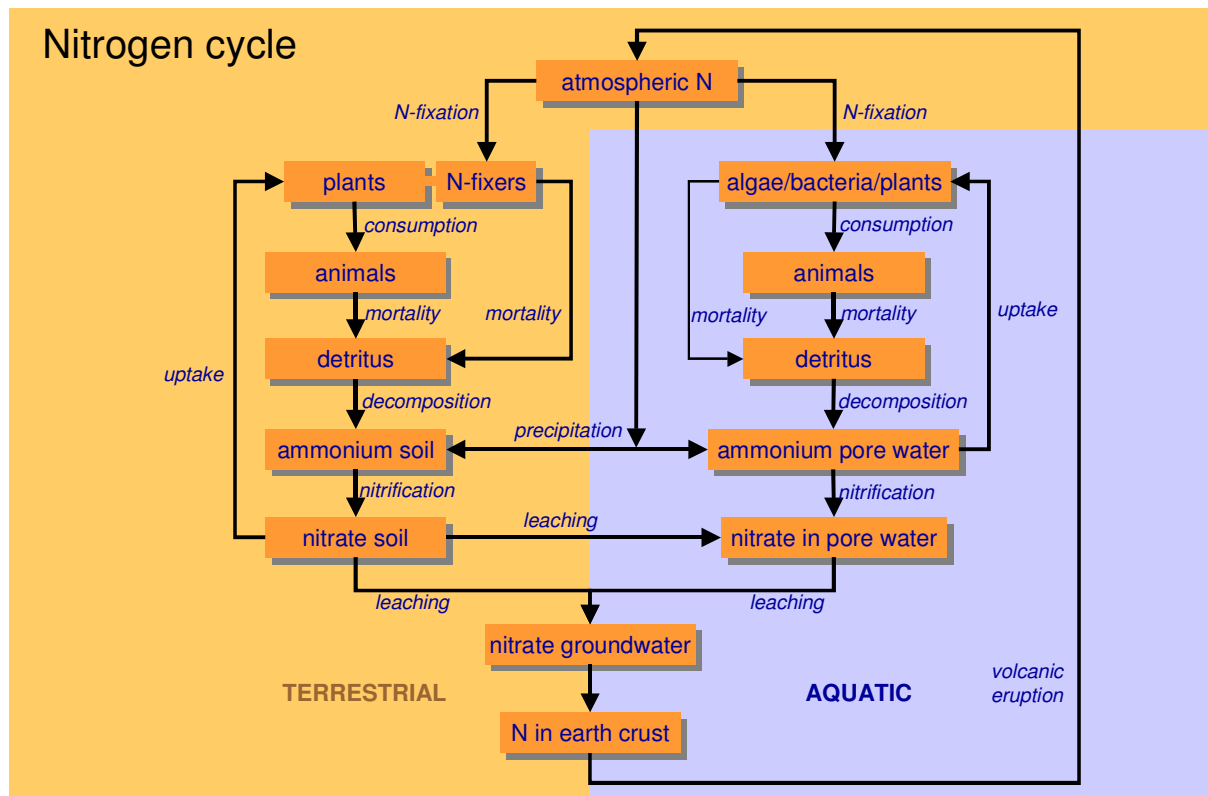 Nitrogen cycle
atmospheric N
N-fixation
N-fixation
plants
N-fixers
algae/bacteria/plants
consumption
consumption
animals
animals
mortality
mortality
mortality
mortality
uptake
detritus
detritus
uptake
decomposition
decomposition
precipitation
ammonium soil
ammonium pore water
nitrification
nitrification
leaching
nitrate soil
nitrate in pore water
leaching
leaching
nitrate groundwater
TERRESTRIAL
AQUATIC
volcanic
eruption
N in earth crust